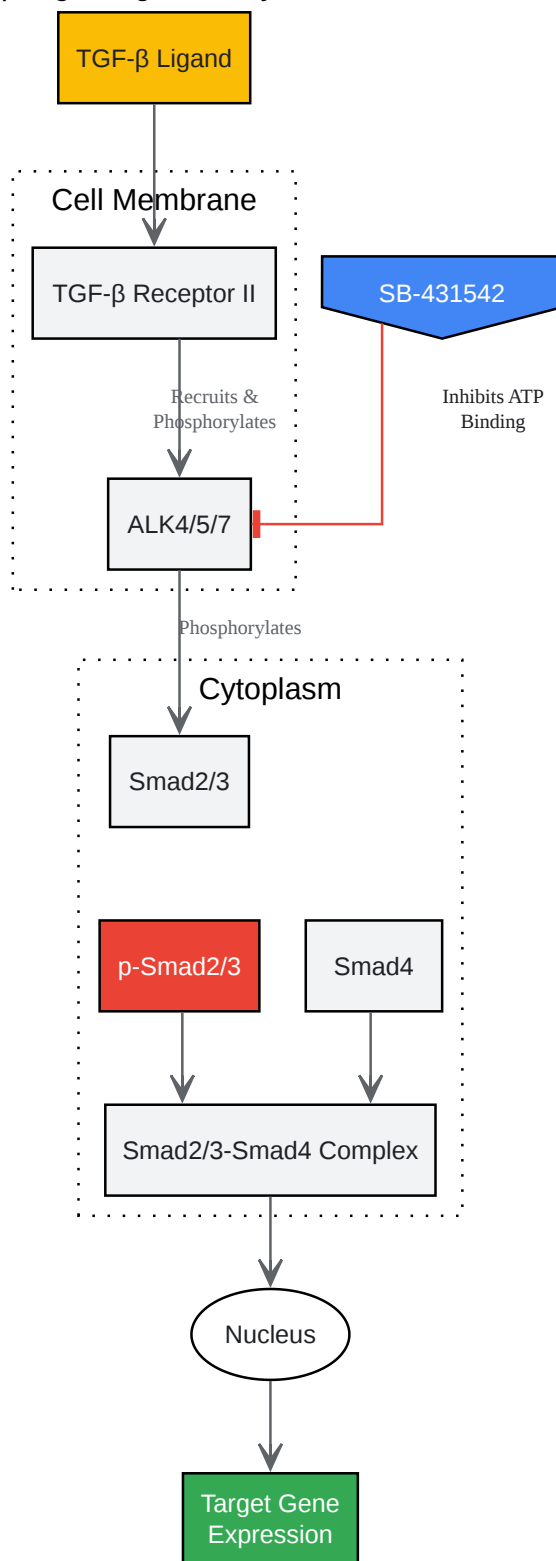 TGF-β Ligand
Cell Membrane
TGF-β Receptor II
SB-431542
Recruits &
Phosphorylates
Inhibits ATP
Binding
ALK4/5/7
Phosphorylates
Cytoplasm
Smad2/3
p-Smad2/3
Smad4
Smad2/3-Smad4 Complex
Nucleus
Target Gene
Expression